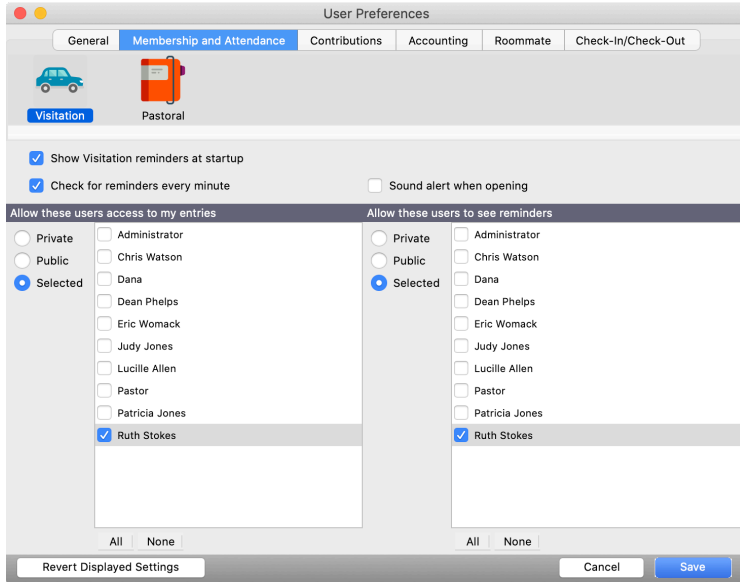 User Preferences
General Membership and Attendance Contributions Accounting Roommate Check-In/Check-Out
Visitation Pastoral
Show Visitation reminders at startup
Check for reminders every minute Sound alert when opening
Allow these users access to my entries Allow these users to see reminders
Private Administrator Private Administrator
Public Chris Watson Public Chris Watson
Selected Dana Selected Dana
Dean Phelps Dean Phelps
Eric Womack Eric Womack
Judy Jones Judy Jones
Lucille Allen Lucille Allen
Pastor Pastor
Patricia Jones Patricia Jones
Ruth Stokes Ruth Stokes
All None All None
Revert Displayed Settings Cancel Save